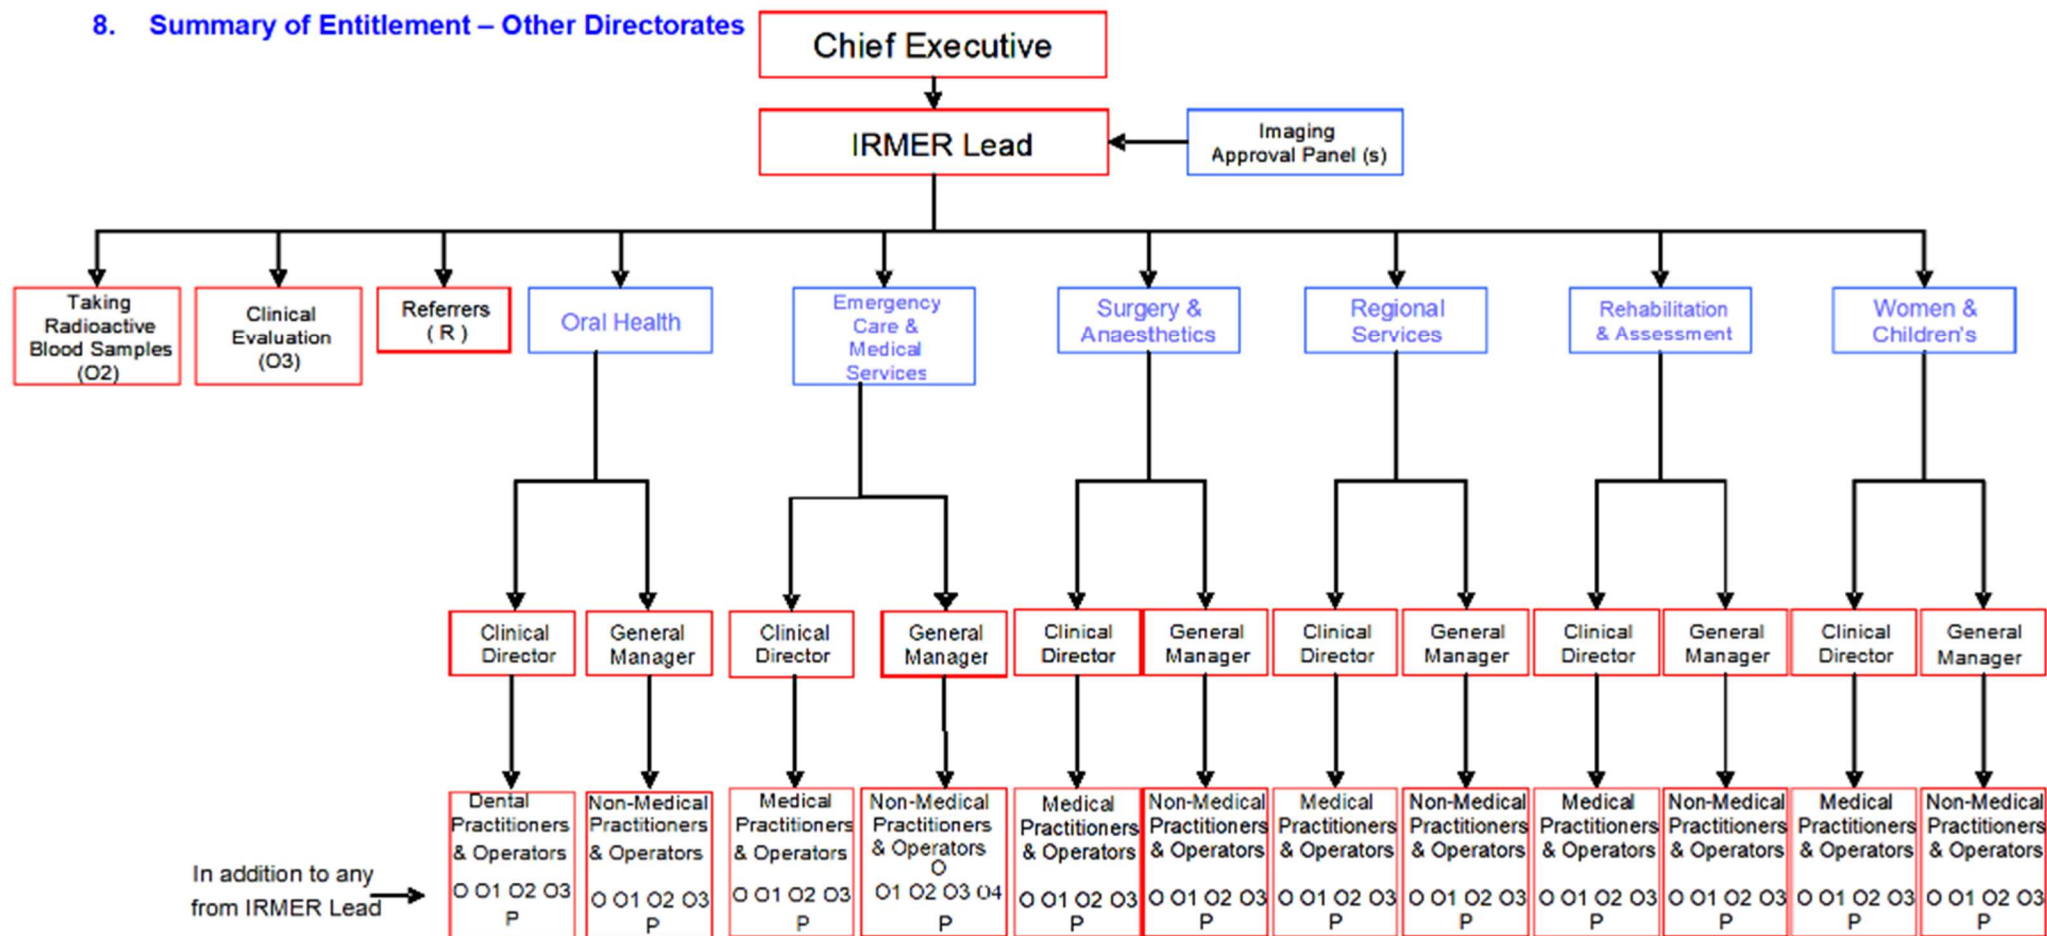 8. Summary of Entitlement – Other Directorates
Chief Executive
IRMER Lead
Imaging
Approval Panel (s)
Taking
Radioactive
Blood Samples
(O2)
Clinical
Evaluation
(O3)
Referrers
( R )
Oral Health
Emergency
Care &
Medical
Services
Surgery &
Anaesthetics
Regional
Services
Rehabilitation
& Assessment
Women &
Children's
Clinical
Director
General
Manager
Clinical
Director
General
Manager
Clinical
Director
General
Manager
Clinical
Director
General
Manager
Clinical
Director
General
Manager
Clinical
Director
General
Manager
In addition to any
from IRMER Lead
Dental
Practitioners
& Operators
O O1 O2 O3
P
Non-Medical
Practitioners
& Operators
O O1 O2 O3
P
Medical
Practitioners
& Operators
O O1 O2 O3
P
Non-Medical
Practitioners
& Operators
O
O1 O2 O3 O4
P
Medical
Practitioners
& Operators
O O1 O2 O3
P
Non-Medical
Practitioners
& Operators
O O1 O2 O3
P
Medical
Practitioners
& Operators
O O1 O2 O3
P
Non-Medical
Practitioners
& Operators
O O1 O2 O3
P
Medical
Practitioners
& Operators
O O1 O2 O3
P
Non-Medical
Practitioners
& Operators
O O1 O2 O3
P
Medical
Practitioners
& Operators
O O1 O2 O3
P
Non-Medical
Practitioners
& Operators
O O1 O2 O3
P